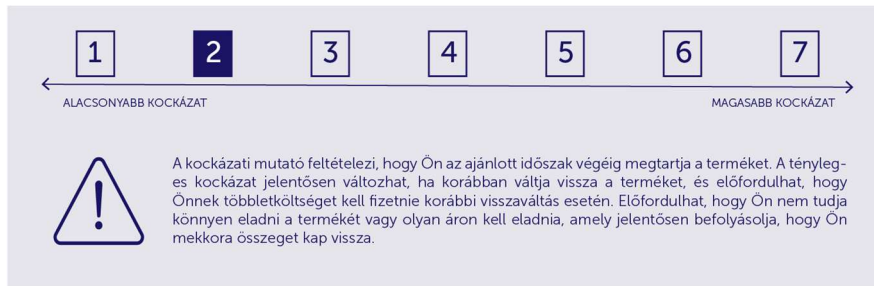 1 2 3 4 5 6 7
ALACSONYABB KOCKÁZAT MAGASABB KOCKÁZAT
A kockázati mutató feltételezi, hogy Ön az ajánlott időszak végéig megtartja a terméket. A tényleg-
es kockázat jelentősen változhat, ha korábban váltja vissza a terméket, és előfordulhat, hogy
Önnek többletköltséget kell fizetnie korábbi visszaváltás esetén. Előfordulhat, hogy Ön nem tudja
könnyen eladni a termékét vagy olyan áron kell eladnia, amely jelentősen befolyásolja, hogy Ön
mekkora összeget kap vissza.